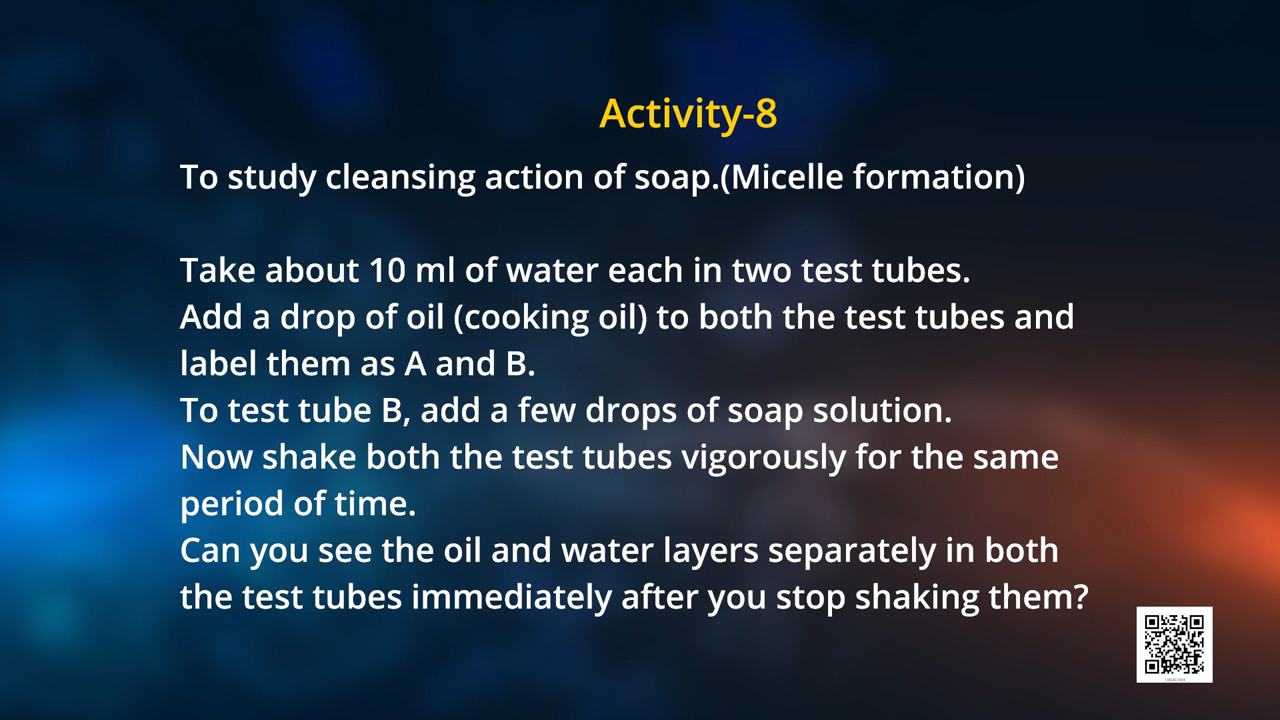 Activity-8
To study cleansing action of soap.(Micelle formation)
Take about 10 ml of water each in two test tubes.
Add a drop of oil (cooking oil) to both the test tubes and
label them as A and B.
To test tube B, add a few drops of soap solution.
Now shake both the test tubes vigorously for the same
period of time.
Can you see the oil and water layers separately in both
the test tubes immediately after you stop shaking them?